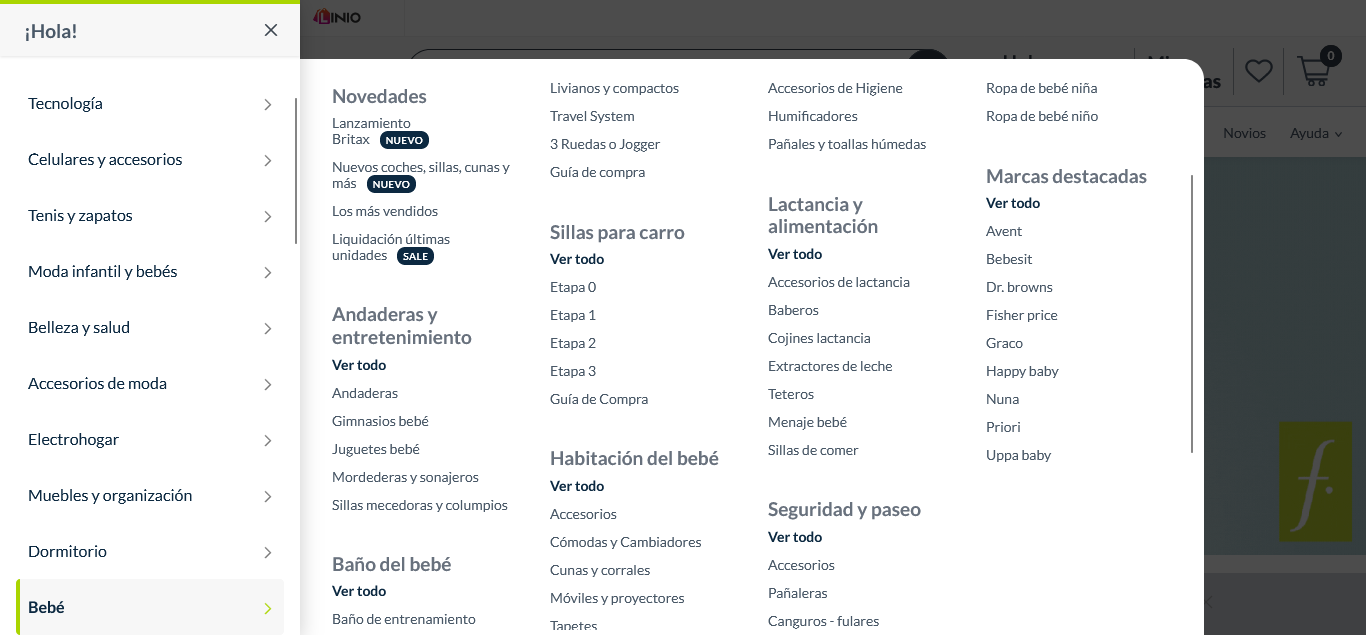 ¡Hola!
Tecnología
Celulares y accesorios
Tenis y zapatos
Moda infantil y bebés
Belleza y salud
Accesorios de moda
Electrohogar
Muebles y organización
Dormitorio
Bebé
LINIO
0
as
Novios
Ayuda
f.
Novedades
Lanzamiento
Britax NUEVO
Nuevos coches, sillas, cunas y
más NUEVO
Los más vendidos
Liquidación últimas
unidades SALE
Andaderas y
entretenimiento
Ver todo
Andaderas
Gimnasios bebé
Juguetes bebé
Mordederas y sonajeros
Sillas mecedoras y columpios
Baño del bebé
Ver todo
Baño de entrenamiento
Livianos y compactos
Travel System
3 Ruedas o Jogger
Guía de compra
Sillas para carro
Ver todo
Etapa 0
Etapa 1
Etapa 2
Etapa 3
Guía de Compra
Habitación del bebé
Ver todo
Accesorios
Cómodas y Cambiadores
Cunas y corrales
Móviles y proyectores
Tapetes
Accesorios de Higiene
Humificadores
Pañales y toallas húmedas
Lactancia y
alimentación
Ver todo
Accesorios de lactancia
Baberos
Cojines lactancia
Extractores de leche
Teteros
Menaje bebé
Sillas de comer
Seguridad y paseo
Ver todo
Accesorios
Pañaleras
Canguros - fulares
Ropa de bebé niña
Ropa de bebé niño
Marcas destacadas
Ver todo
Avent
Bebesit
Dr. browns
Fisher price
Graco
Happy baby
Nuna
Priori
Uppa baby